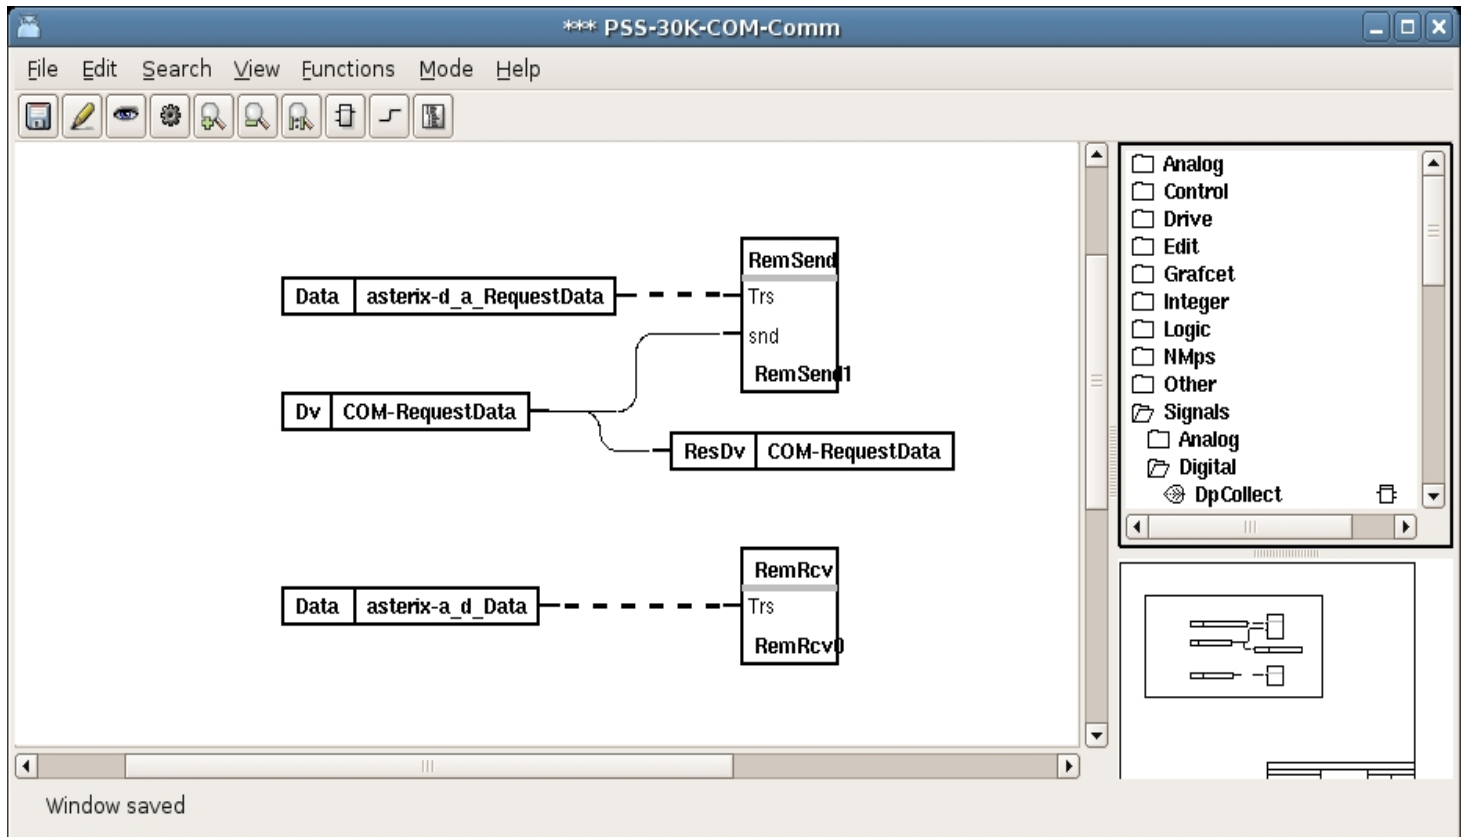 *** PSS-30K-COM-Comm
File Edit Search View Functions Mode Help
RemSend
Data asterix-d_a_RequestData
Trs
snd
RemSend1
Dv COM-RequestData
ResDv COM-RequestData
RemRcv
Data asterix-a_d_Data
Trs
RemRcv0
Analog
Control
Drive
Edit
Grafcet
Integer
Logic
NMps
Other
Signals
Analog
Digital
DpCollect
Window saved